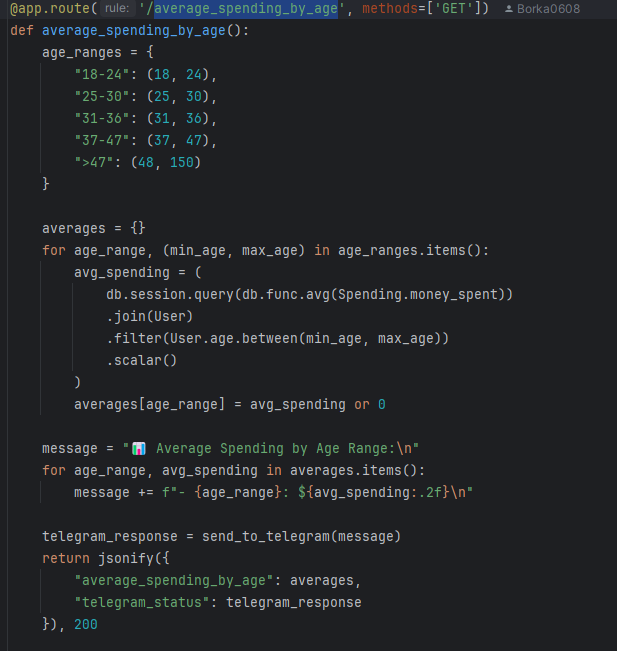 @app.route( rule: '/average_spending_by_age', methods=['GET']) Borka0608
def average_spending_by_age():
    age_ranges = {
        "18-24": (18, 24),
        "25-30": (25, 30),
        "31-36": (31, 36),
        "37-47": (37, 47),
        ">47": (48, 150)
    }

    averages = {}
    for age_range, (min_age, max_age) in age_ranges.items():
        avg_spending = (
            db.session.query(db.func.avg(Spending.money_spent))
            .join(User)
            .filter(User.age.between(min_age, max_age))
            .scalar()
        )
        averages[age_range] = avg_spending or 0

    message = "📊 Average Spending by Age Range:\n"
    for age_range, avg_spending in averages.items():
        message += f"- {age_range}: ${avg_spending:.2f}\n"

    telegram_response = send_to_telegram(message)
    return jsonify({
        "average_spending_by_age": averages,
        "telegram_status": telegram_response
    }), 200